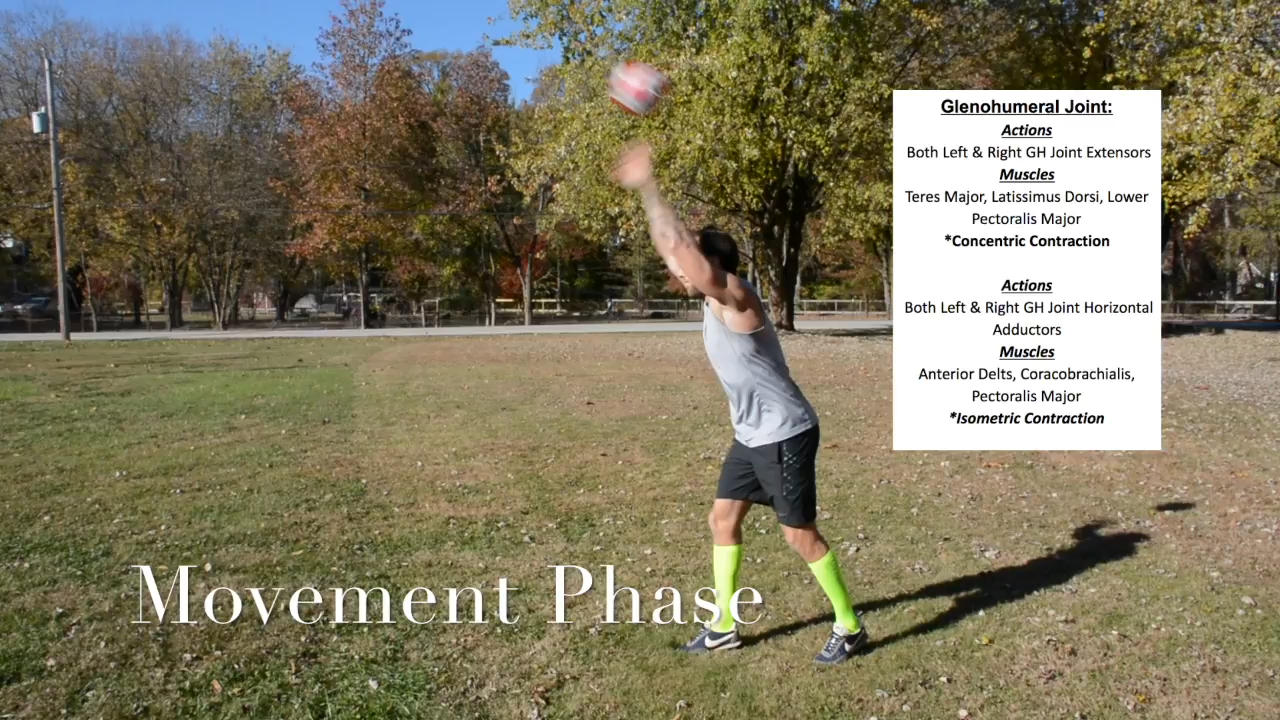 Glenohumeral Joint:
Actions
Both Left & Right GH Joint Extensors
Muscles
Teres Major, Latissimus Dorsi, Lower
Pectoralis Major
*Concentric Contraction
Actions
Both Left & Right GH Joint Horizontal
Adductors
Muscles
Anterior Delts, Coracobrachialis,
Pectoralis Major
*Isometric Contraction
Movement Phase